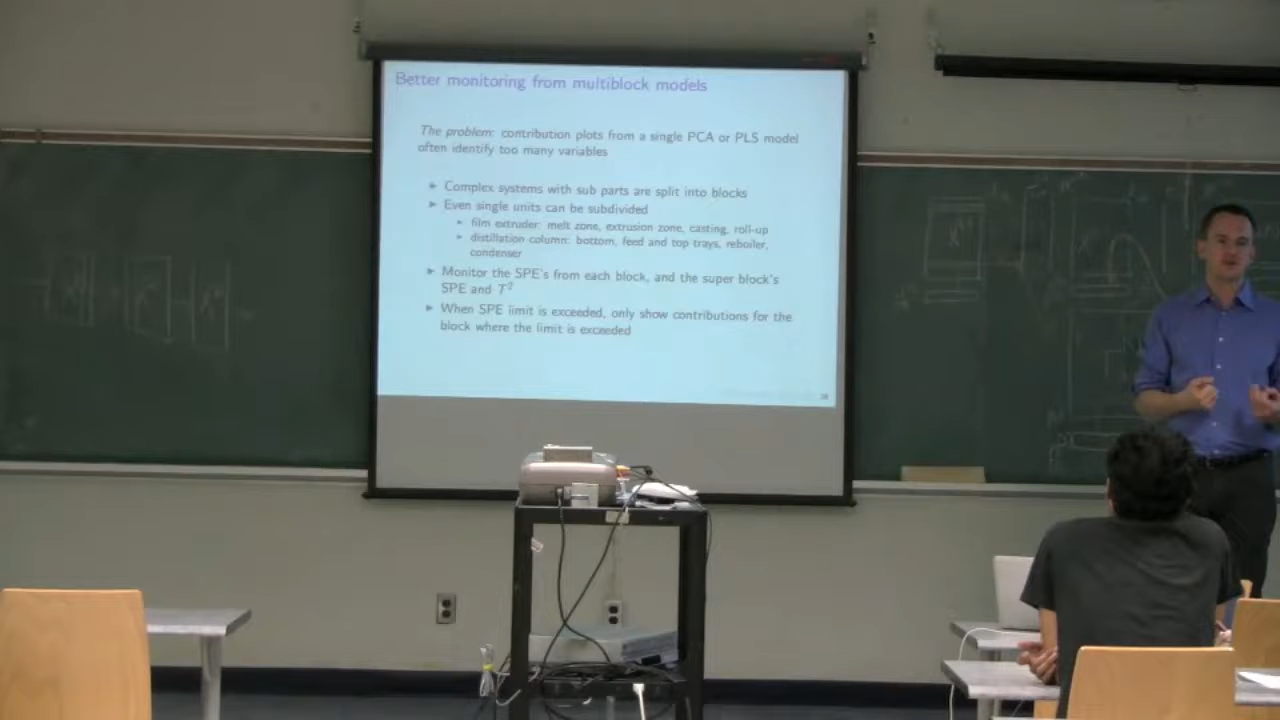 Better monitoring from multiblock models
The problem: contribution plots from a single PCA or PLS model
often identify too many variables
Complex systems with sub parts are split into blocks
Even single units can be subdivided
film extruder: melt zone, extrusion zone, casting, roll-up
distillation column: bottom, feed and top trays, reboiler,
condenser
Monitor the SPE's from each block, and the super block's
SPE and T²
When SPE limit is exceeded, only show contributions for the
block where the limit is exceeded